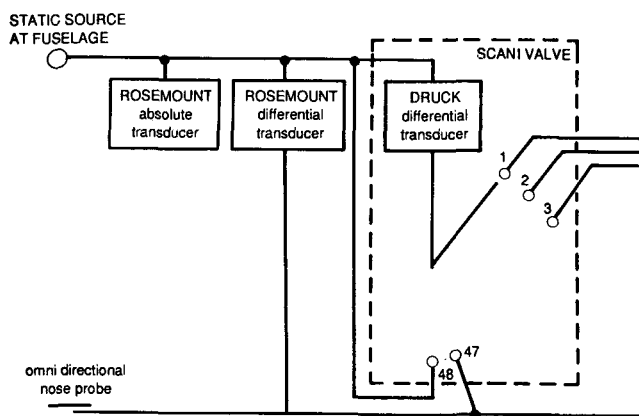 STATIC SOURCE
AT FUSELAGE
SCANI VALVE
ROSEMOUNT
absolute
transducer
ROSEMOUNT
differential
transducer
DRUCK
differential
transducer
1
2
3
47
48
omni directional
nose probe